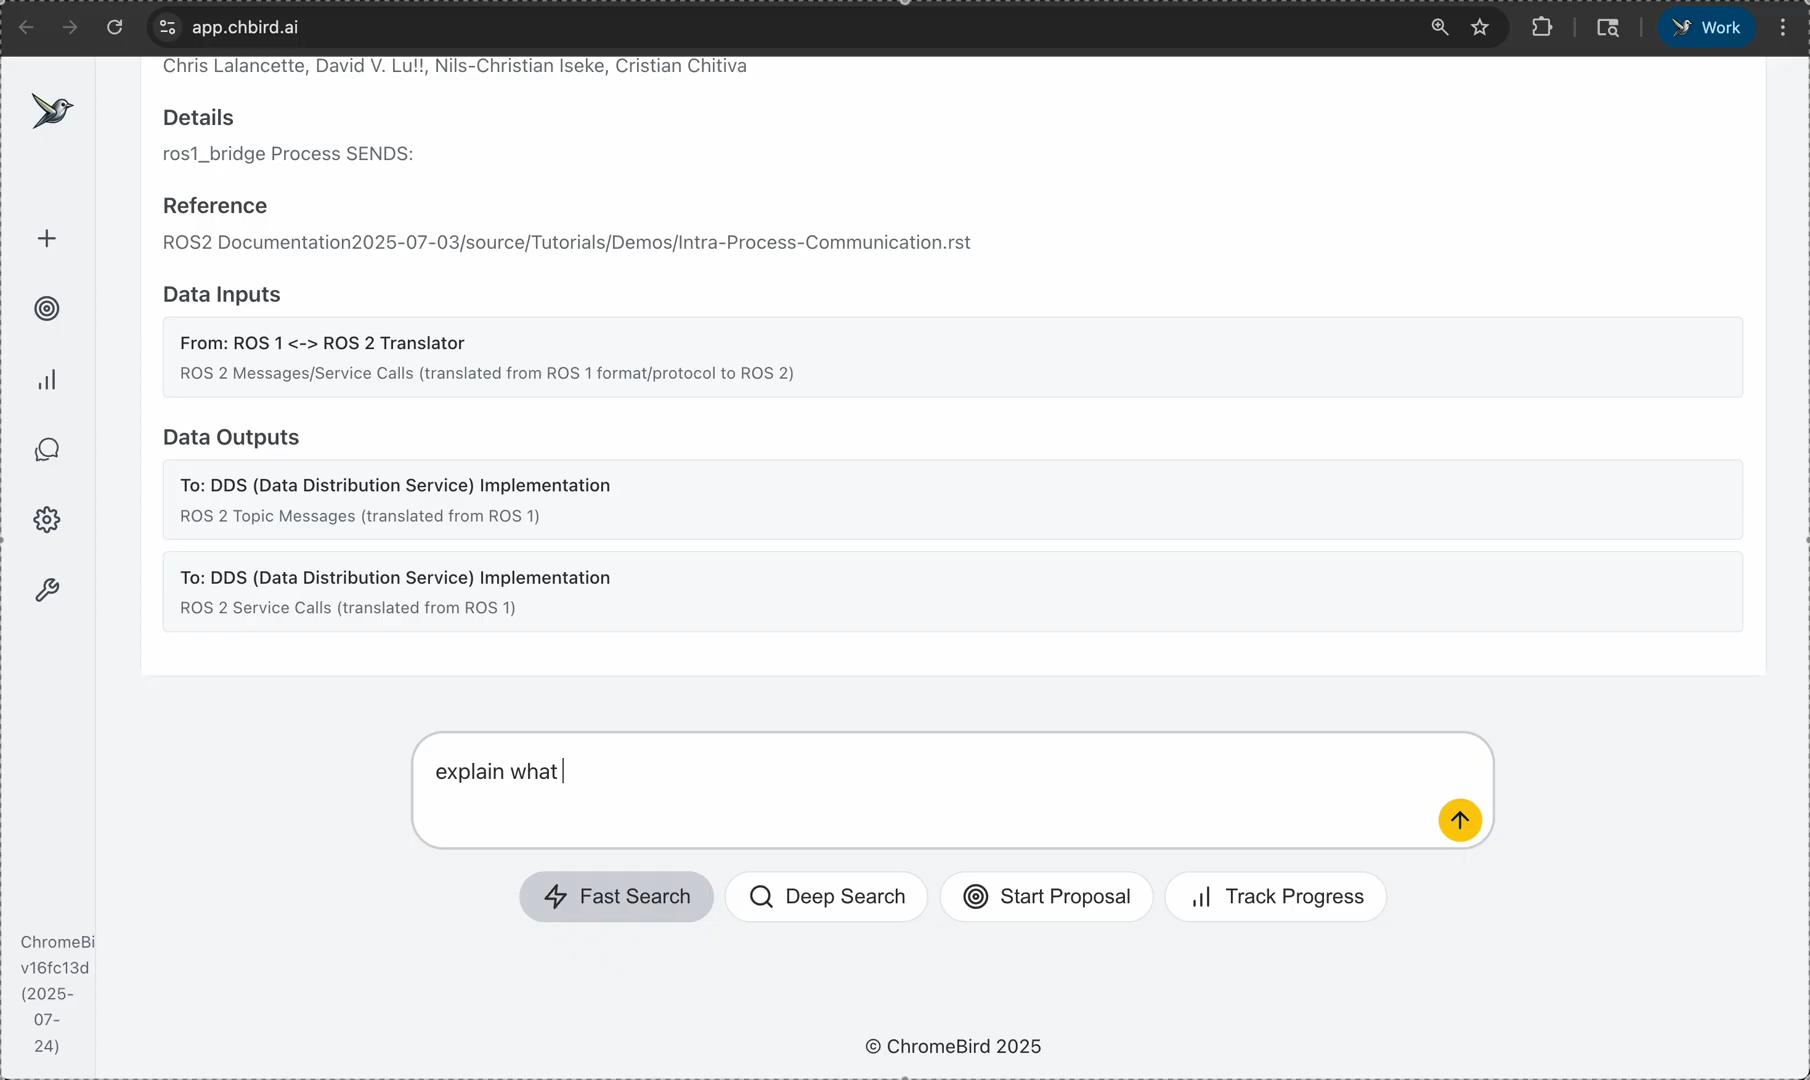 app.chbird.ai
Work
Chris Lalancette, David V. Lu!!, Nils-Christian Iseke, Cristian Chitiva
Details
ros1_bridge Process SENDS:
Reference
ROS2 Documentation2025-07-03/source/Tutorials/Demos/Intra-Process-Communication.rst
Data Inputs
From: ROS 1 <-> ROS 2 Translator
ROS 2 Messages/Service Calls (translated from ROS 1 format/protocol to ROS 2)
Data Outputs
To: DDS (Data Distribution Service) Implementation
ROS 2 Topic Messages (translated from ROS 1)
To: DDS (Data Distribution Service) Implementation
ROS 2 Service Calls (translated from ROS 1)
explain what
Fast Search
Deep Search
Start Proposal
Track Progress
ChromeBi
v16fc13d
(2025-
07-
24)
© ChromeBird 2025